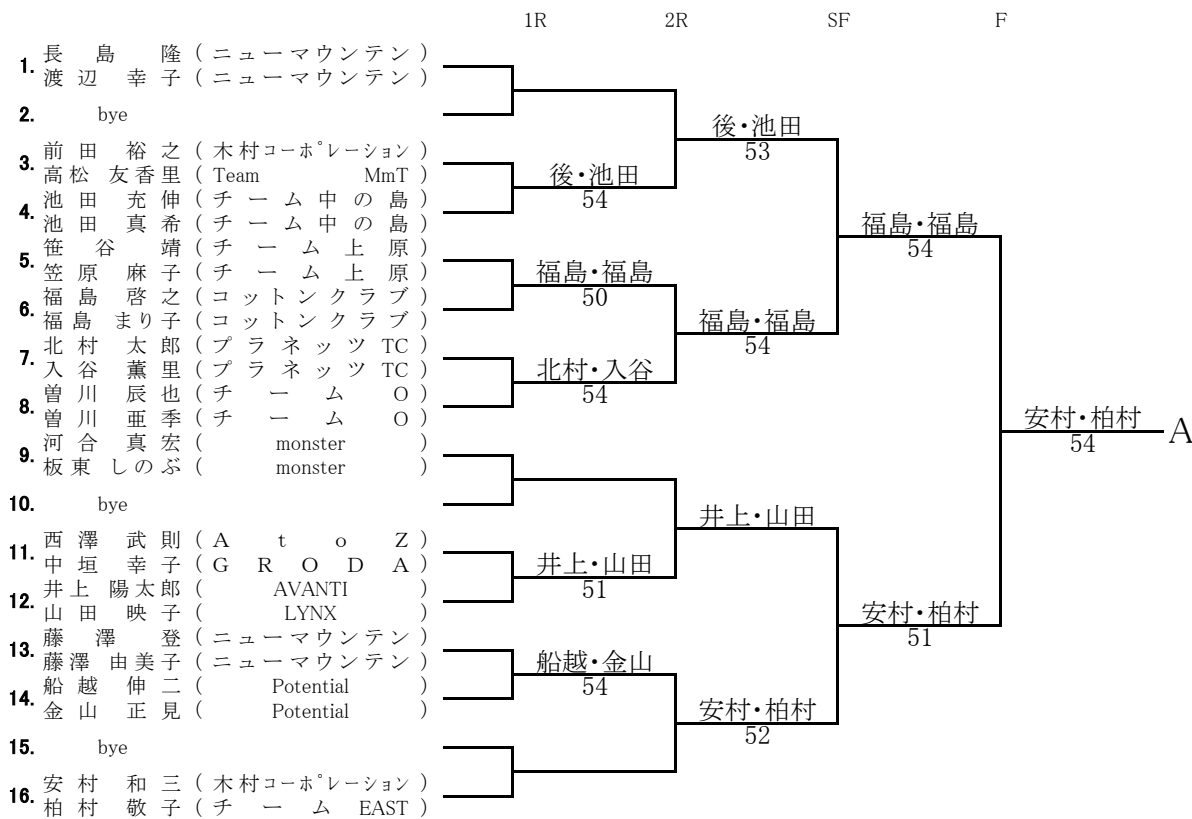 1R 2R SF F
1. 長島 隆 (ニューマウンテン)
渡辺 幸子 (ニューマウンテン)
2. bye
後・池田
53
3. 前田 裕之 (木村コーポレーション)
高松 友香里 (Team MmT)
後・池田
54
4. 池田 充伸 (チーム中の島)
池田 真希 (チーム中の島)
福島・福島
54
5. 笹谷 靖 (チーム上原)
笠原 麻子 (チーム上原)
福島・福島
50
6. 福島 啓之 (コットンクラブ)
福島 まり子 (コットンクラブ)
福島・福島
54
7. 北村 太郎 (プラネッツ TC)
入谷 薫里 (プラネッツ TC)
北村・入谷
54
8. 曽川 辰也 (チーム O)
曽川 亜季 (チーム O)
安村・柏村
54
A
9. 河合 真宏 (monster)
板東 しのぶ (monster)
10. bye
井上・山田
11. 西澤 武則 (A to Z)
中垣 幸子 (GRODA)
井上・山田
51
12. 井上 陽太郎 (AVANTI)
山田 映子 (LYNX)
安村・柏村
51
13. 藤澤 登 (ニューマウンテン)
藤澤 由美子 (ニューマウンテン)
船越・金山
54
14. 船越 伸二 (Potential)
金山 正見 (Potential)
安村・柏村
52
15. bye
16. 安村 和三 (木村コーポレーション)
柏村 敬子 (チーム EAST)